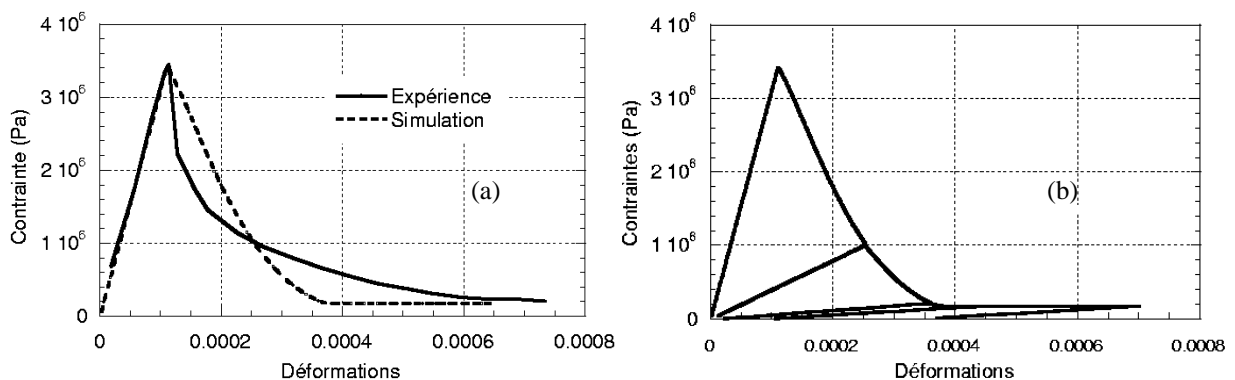 4 10⁶
3 10⁶
2 10⁶
1 10⁶
0
Contrainte (Pa)
Expérience
Simulation
(a)
0 0.0002 0.0004 0.0006 0.0008
Déformations
4 10⁶
3 10⁶
2 10⁶
1 10⁶
0
Contraintes (Pa)
(b)
0 0.0002 0.0004 0.0006 0.0008
Déformations